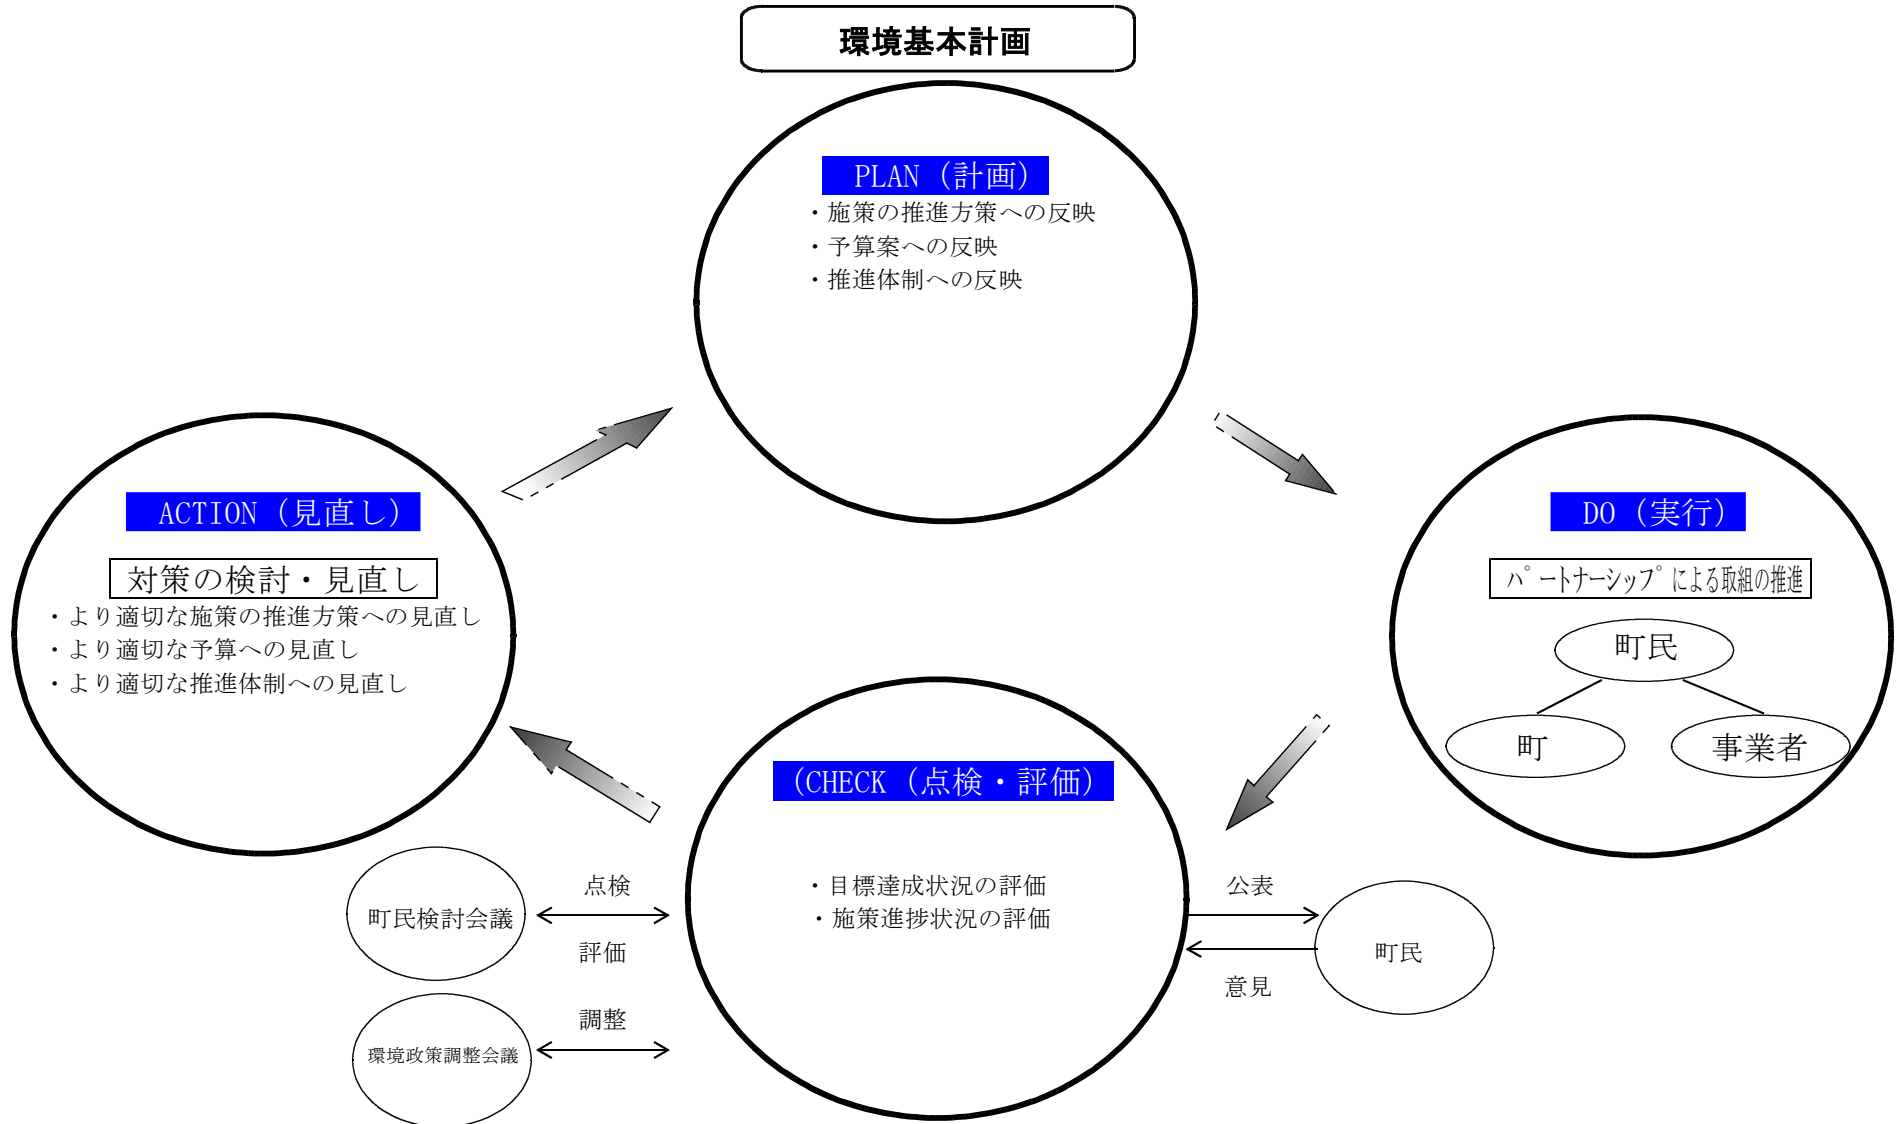 環境基本計画
PLAN（計画）
・施策の推進方策への反映
・予算案への反映
・推進体制への反映
ACTION（見直し）
対策の検討・見直し
・より適切な施策の推進方策への見直し
・より適切な予算への見直し
・より適切な推進体制への見直し
DO（実行）
ﾊﾟｰﾄﾅｰｼｯﾌﾟによる取組の推進
町民
町
事業者
(CHECK（点検・評価）
・目標達成状況の評価
・施策進捗状況の評価
町民検討会議
点検
評価
環境政策調整会議
調整
公表
意見
町民